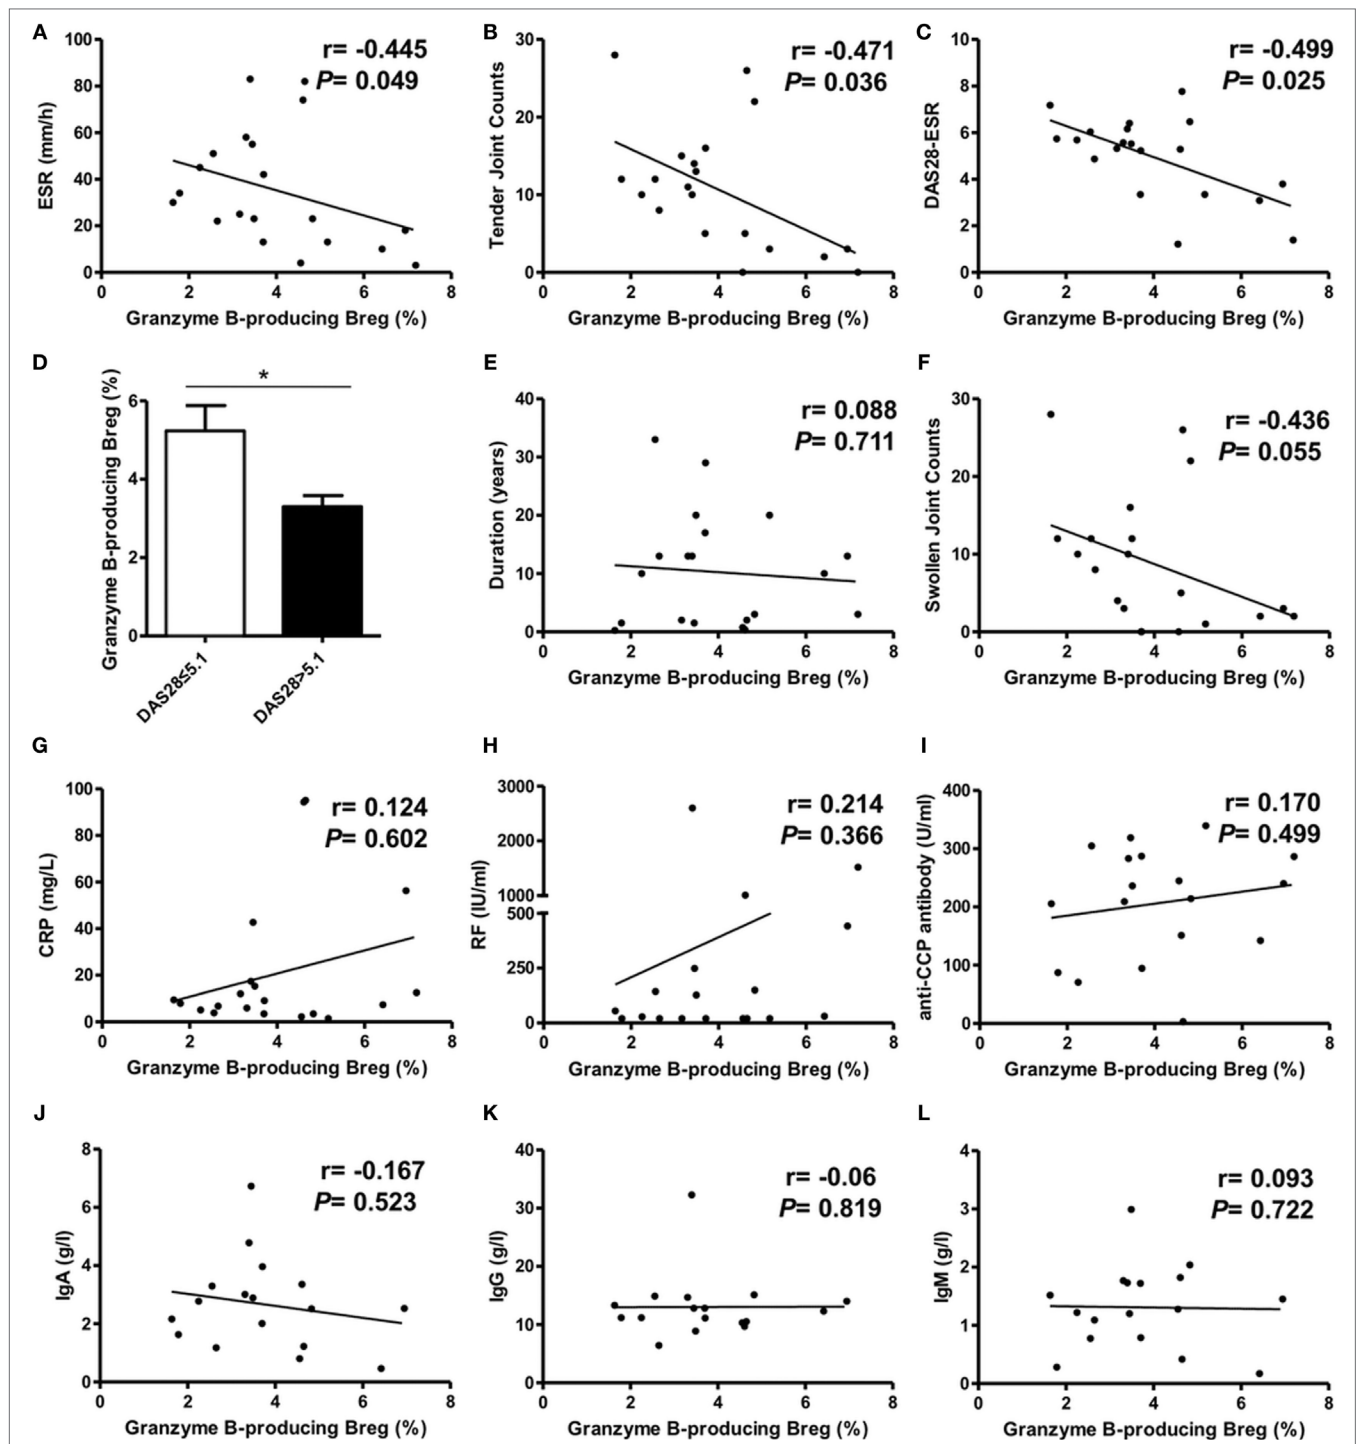 A
r= -0.445
P= 0.049
ESR (mm/h)
100
80
60
40
20
0
0 2 4 6 8
Granzyme B-producing Breg (%)
B
r= -0.471
P= 0.036
Tender Joint Counts
30
20
10
0
0 2 4 6 8
Granzyme B-producing Breg (%)
C
r= -0.499
P= 0.025
DAS28-ESR
10
8
6
4
2
0
0 2 4 6 8
Granzyme B-producing Breg (%)
D
*
Granzyme B-producing Breg (%)
6
4
2
0
DAS28≤5.1
DAS28>5.1
E
r= 0.088
P= 0.711
Duration (years)
40
30
20
10
0
0 2 4 6 8
Granzyme B-producing Breg (%)
F
r= -0.436
P= 0.055
Swollen Joint Counts
30
20
10
0
0 2 4 6 8
Granzyme B-producing Breg (%)
G
r= 0.124
P= 0.602
CRP (mg/L)
100
80
60
40
20
0
0 2 4 6 8
Granzyme B-producing Breg (%)
H
r= 0.214
P= 0.366
RF (IU/ml)
3000
2000
1000
500
250
0
0 2 4 6 8
Granzyme B-producing Breg (%)
I
r= 0.170
P= 0.499
anti-CCP antibody (U/ml)
400
300
200
100
0
0 2 4 6 8
Granzyme B-producing Breg (%)
J
r= -0.167
P= 0.523
IgA (g/l)
8
6
4
2
0
0 2 4 6 8
Granzyme B-producing Breg (%)
K
r= -0.06
P= 0.819
IgG (g/l)
40
30
20
10
0
0 2 4 6 8
Granzyme B-producing Breg (%)
L
r= 0.093
P= 0.722
IgM (g/l)
4
3
2
1
0
0 2 4 6 8
Granzyme B-producing Breg (%)